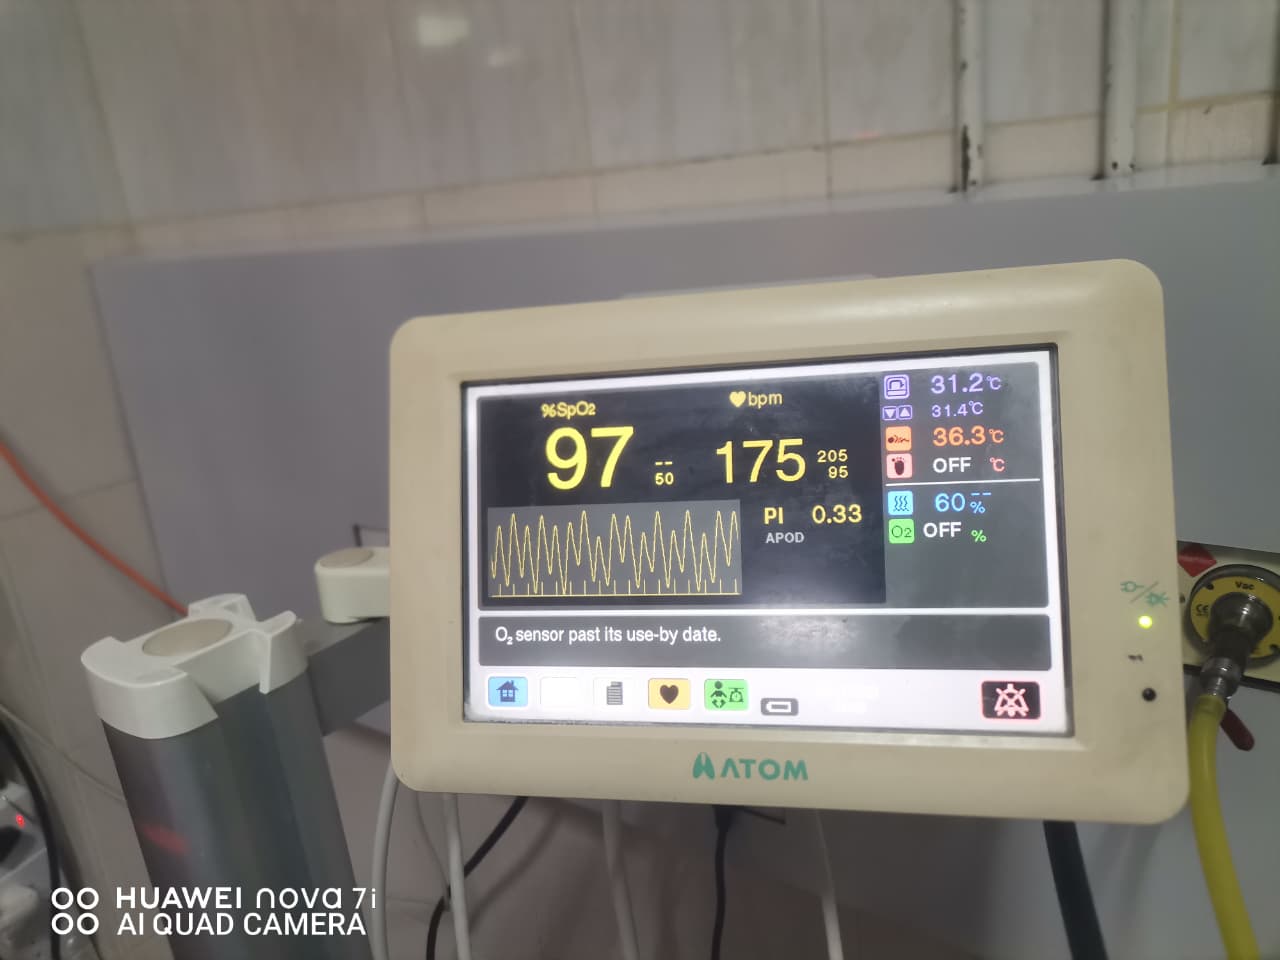 %SpO2
97
--
50
bpm
175
205
95
PI 0.33
APOD
31.2℃
31.4℃
36.3℃
OFF ℃
60 -- %
O2 OFF %
O₂ sensor past its use-by date.
ATOM
Vac
CE
HUAWEI nova 7i
AI QUAD CAMERA